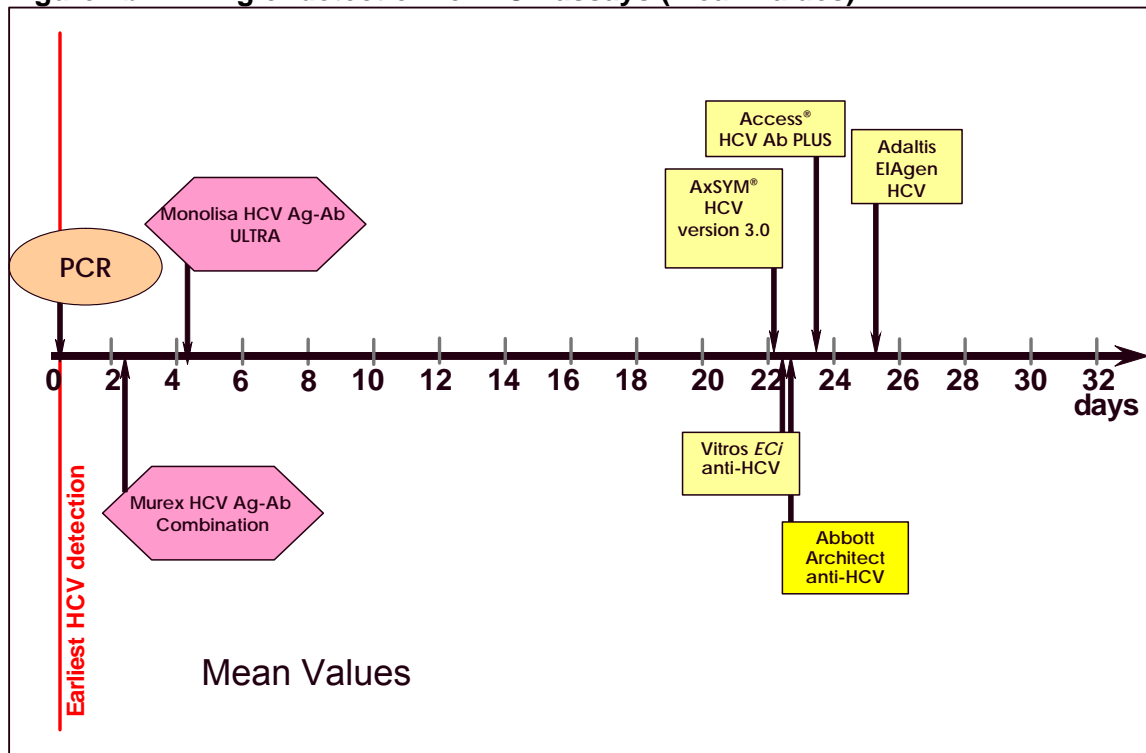 Access®
HCV Ab PLUS
Adaltis
EIAgen
HCV
AxSYM®
HCV
version 3.0
Monolisa HCV Ag-Ab
ULTRA
PCR
0 2 4 6 8 10 12 14 16 18 20 22 24 26 28 30 32
days
Vitros ECi
anti-HCV
Murex HCV Ag-Ab
Combination
Abbott
Architect
anti-HCV
Earliest HCV detection
Mean Values